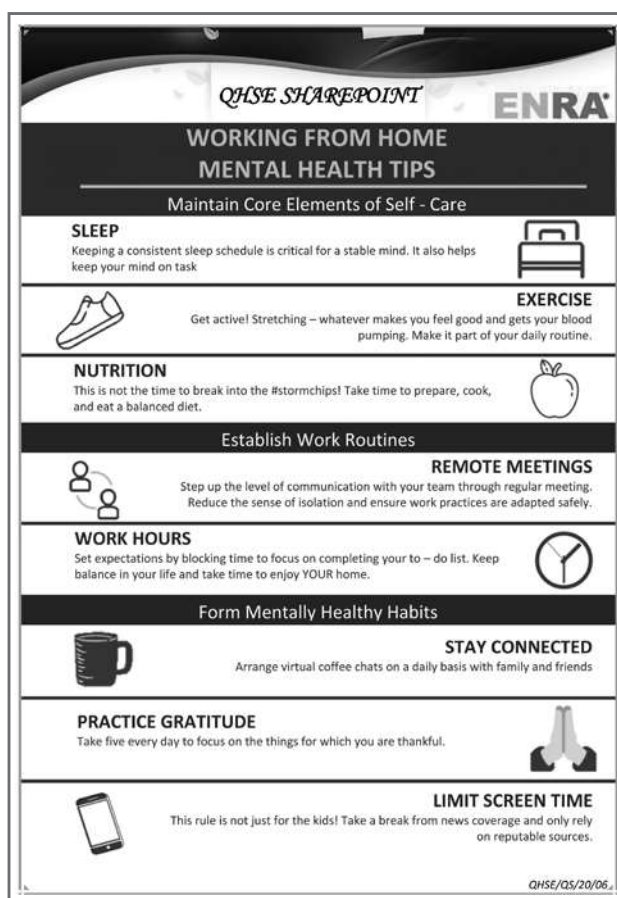 QHSE SHAREPOINT
ENRA
WORKING FROM HOME
MENTAL HEALTH TIPS
Maintain Core Elements of Self - Care
SLEEP
Keeping a consistent sleep schedule is critical for a stable mind. It also helps
keep your mind on task
EXERCISE
Get active! Stretching – whatever makes you feel good and gets your blood
pumping. Make it part of your daily routine.
NUTRITION
This is not the time to break into the #stormchips! Take time to prepare, cook,
and eat a balanced diet.
Establish Work Routines
REMOTE MEETINGS
Step up the level of communication with your team through regular meeting.
Reduce the sense of isolation and ensure work practices are adapted safely.
WORK HOURS
Set expectations by blocking time to focus on completing your to – do list. Keep
balance in your life and take time to enjoy YOUR home.
Form Mentally Healthy Habits
STAY CONNECTED
Arrange virtual coffee chats on a daily basis with family and friends
PRACTICE GRATITUDE
Take five every day to focus on the things for which you are thankful.
LIMIT SCREEN TIME
This rule is not just for the kids! Take a break from news coverage and only rely
on reputable sources.
QHSE/QS/20/06